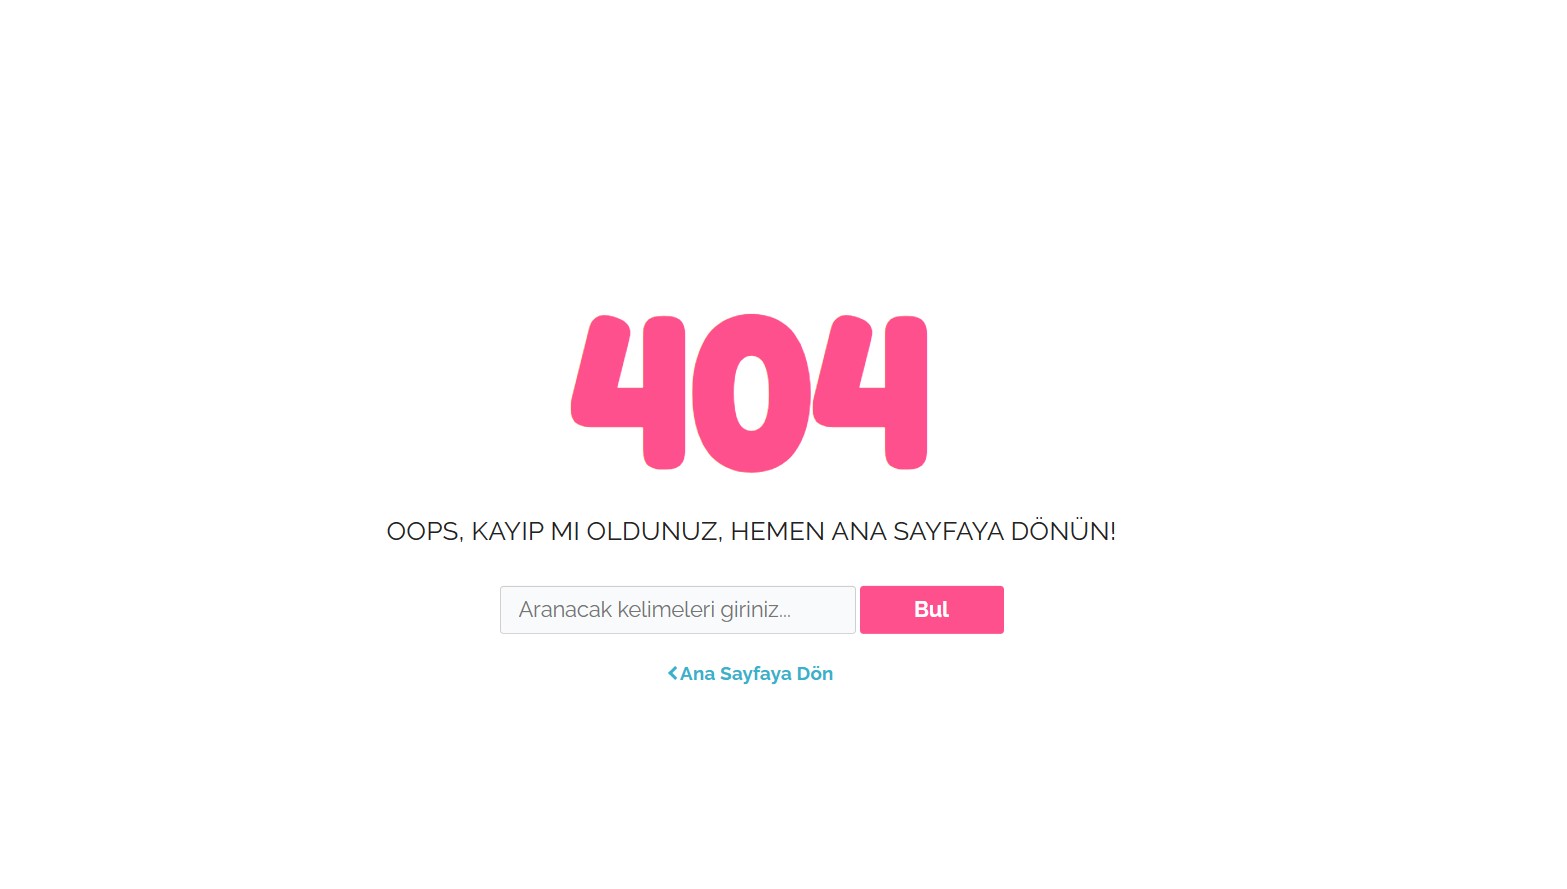 404
OOPS, KAYIP MI OLDUNUZ, HEMEN ANA SAYFAYA DÖNÜN!
Aranacak kelimeleri giriniz...
Bul
Ana Sayfaya Dön